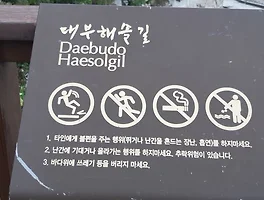 대부해솔길
Daebudo
Haesolgil
1. 타인에게 불편을 주는 행위(뛰거나 난간을 흔드는 장난, 흡연)를 하지마세요.
2. 난간에 기대거나 올라가는 행위를 하지마세요. 추락위험이 있습니다.
3. 바다위에 쓰레기 등을 버리지 마세요.